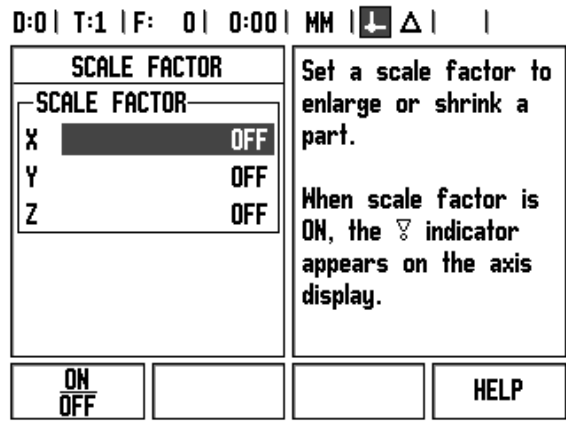 D:0| T:1 |F: 0| 0:00| MM | Δ| |
SCALE FACTOR
SCALE FACTOR
X OFF
Y OFF
Z OFF
Set a scale factor to
enlarge or shrink a
part.
When scale factor is
ON, the indicator
appears on the axis
display.
ON
OFF
HELP